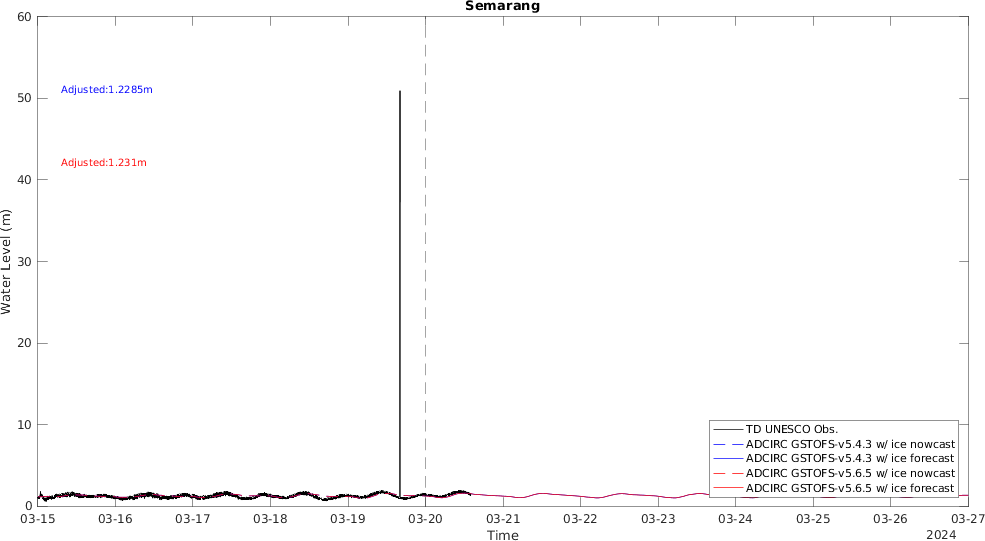 Semarang
60
50
40
30
20
10
0
Water Level (m)
Adjusted:1.2285m
Adjusted:1.231m
TD UNESCO Obs.
ADCIRC GSTOFS-v5.4.3 w/ ice nowcast
ADCIRC GSTOFS-v5.4.3 w/ ice forecast
ADCIRC GSTOFS-v5.6.5 w/ ice nowcast
ADCIRC GSTOFS-v5.6.5 w/ ice forecast
03-15 03-16 03-17 03-18 03-19 03-20 03-21 03-22 03-23 03-24 03-25 03-26 03-27
Time
2024